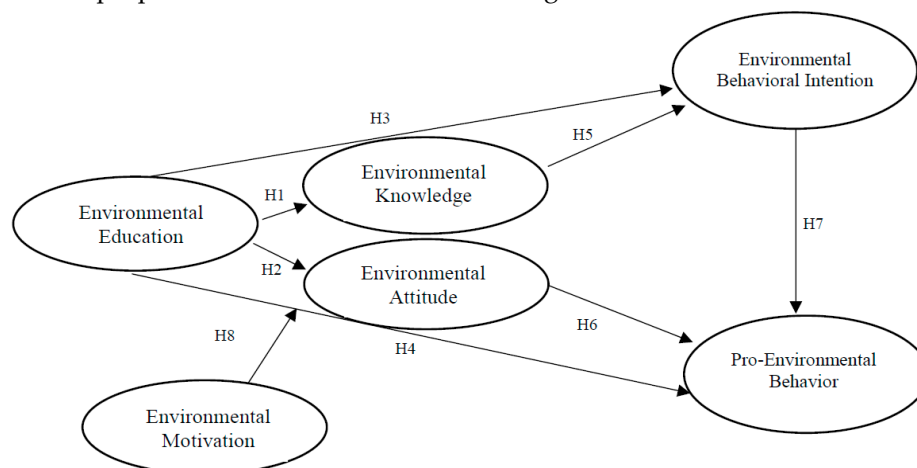 Environmental
Behavioral Intention
H3
H5
Environmental
Knowledge
H1
Environmental
Education
H7
H2
Environmental
Attitude
H8
H6
H4
Pro-Environmental
Behavior
Environmental
Motivation